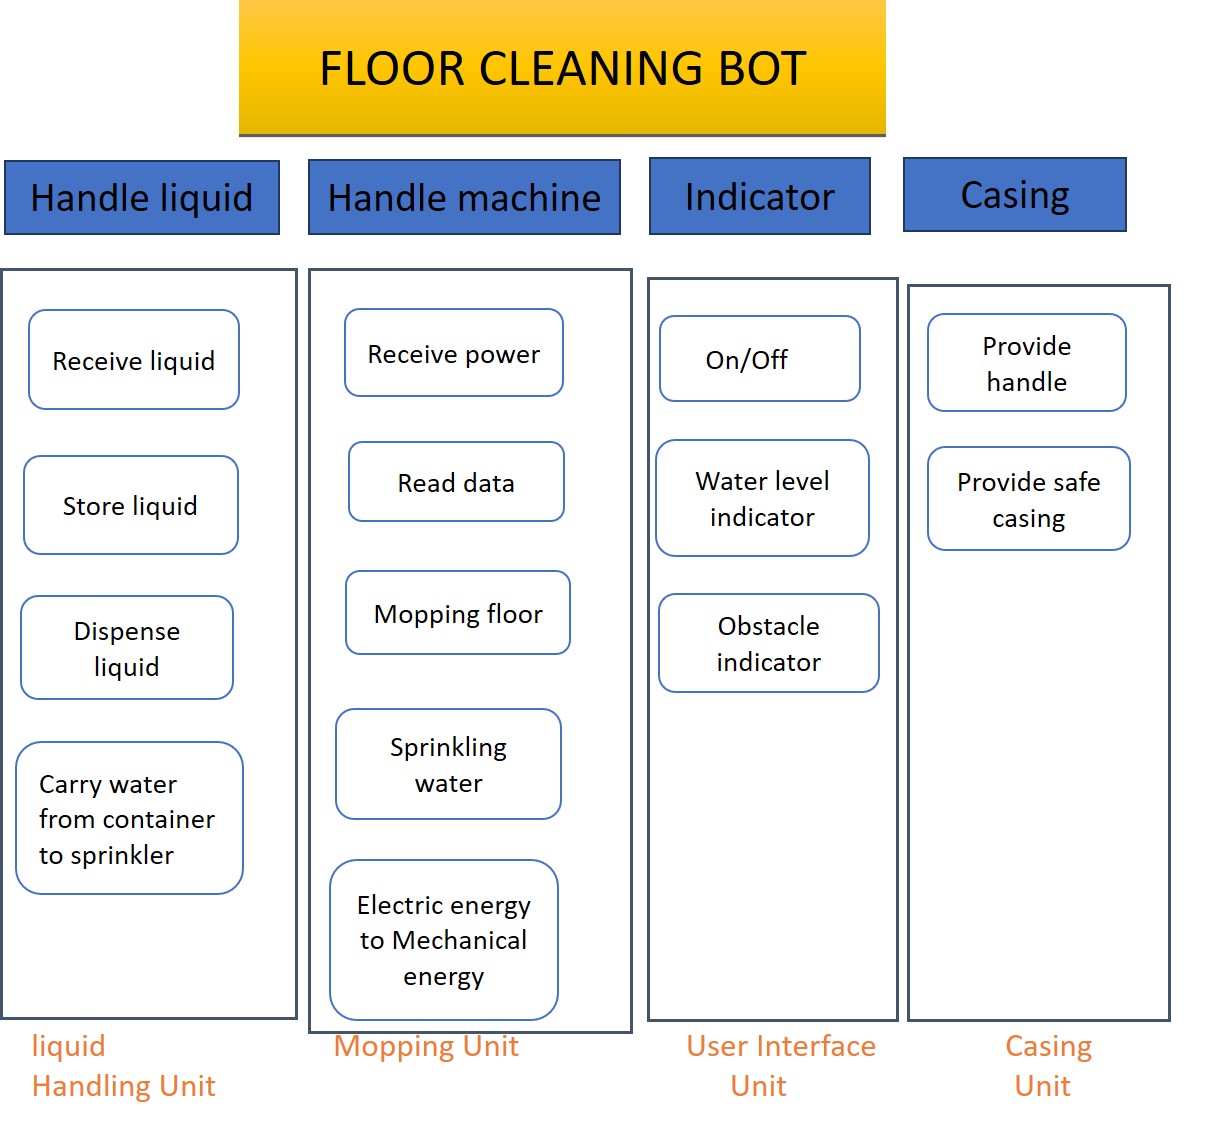 FLOOR CLEANING BOT
Handle liquid
Handle machine
Indicator
Casing
Receive liquid
Store liquid
Dispense
liquid
Carry water
from container
to sprinkler
liquid
Handling Unit
Receive power
Read data
Mopping floor
Sprinkling
water
Electric energy
to Mechanical
energy
Mopping Unit
On/Off
Water level
indicator
Obstacle
indicator
User Interface
Unit
Provide
handle
Provide safe
casing
Casing
Unit